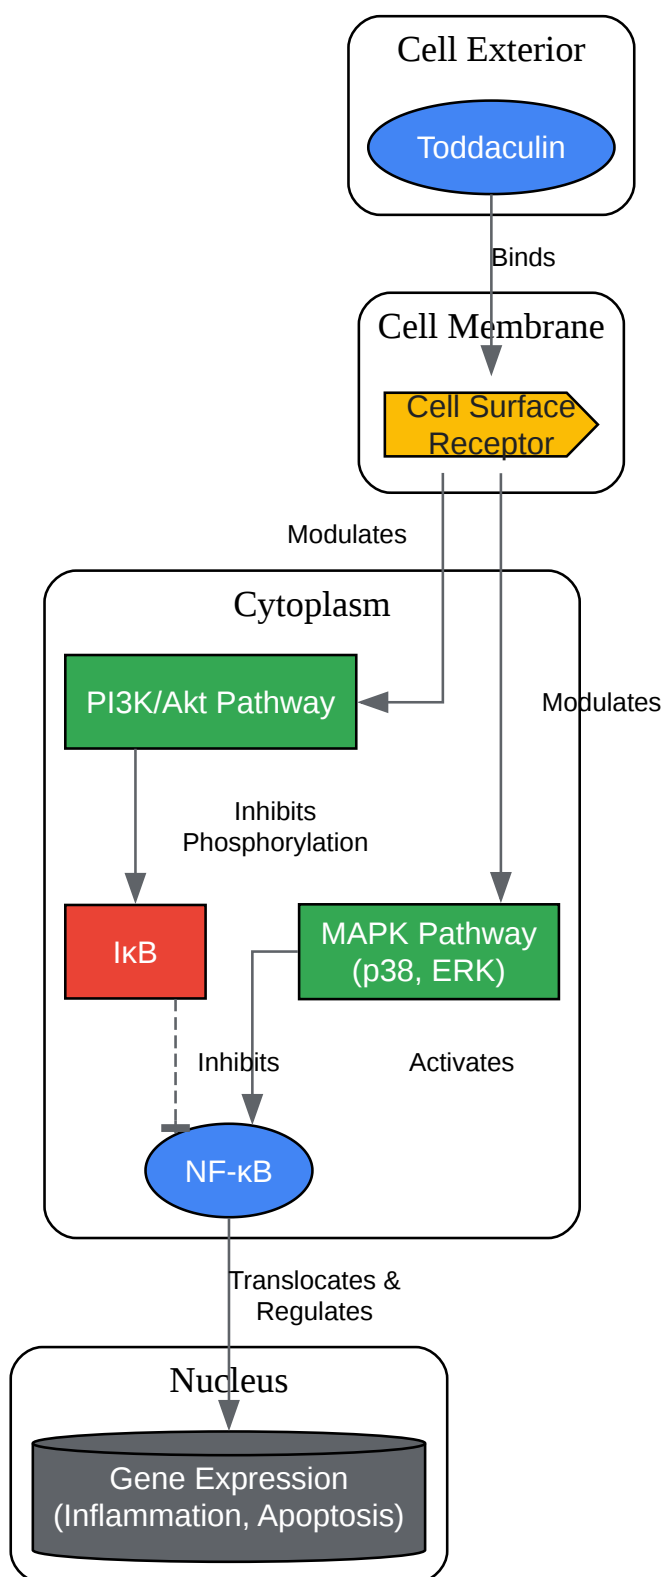 Cell Exterior
Toddaculin
Binds
Cell Membrane
Cell Surface
Receptor
Modulates
Cytoplasm
PI3K/Akt Pathway
Modulates
Inhibits
Phosphorylation
IκB
MAPK Pathway
(p38, ERK)
Inhibits
Activates
NF-κB
Translocates &
Regulates
Nucleus
Gene Expression
(Inflammation, Apoptosis)